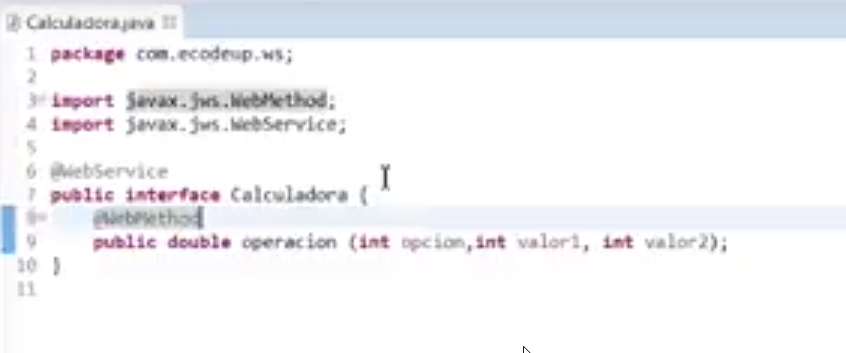 Calculadora.java
1 package com.ecodeup.ws;
2
3 import javax.jws.WebMethod;
4 import javax.jws.WebService;
5
6 @WebService
7 public interface Calculadora {
8 @WebMethod
9 public double operacion (int opcion,int valor1, int valor2);
10 }
11